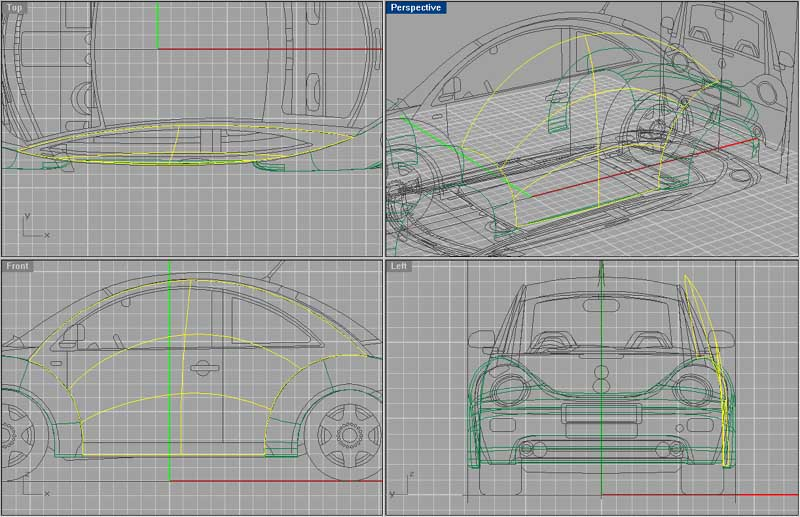 Top
Perspective
y
x
z
Front
Left
z
x
z
y